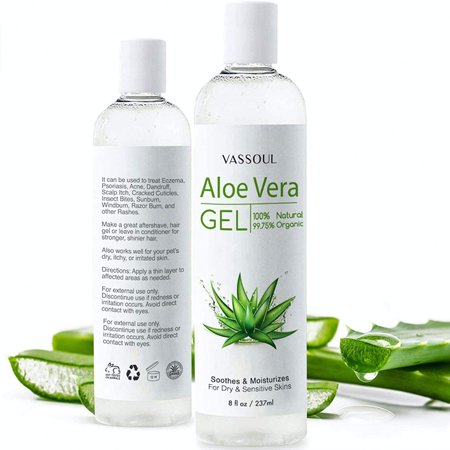 It can be used to treat Eczema,
Psoriasis, Acne, Dandruff,
Scalp Itch, Cracked Cuticles,
Insect Bites, Sunburn,
Windburn, Razor Bum, and
other Rashes.
Make a great aftershave, hair
gel or leave in conditioner for
stronger, shinier hair.
Also works well for your pet's
dry, itchy, or irritated skin.
Directions: Apply a thin layer to
affected areas as needed.
For external use only.
Discontinue use if redness or
irritation occurs. Avoid direct
contact with eyes.
For external use only.
Discontinue use if redness or
irritation occurs. Avoid direct
contact with eyes.
VASSOUL
Aloe Vera
GEL
100% Natural
99.75% Organic
Soothes & Moisturizes
For Dry & Sensitive Skins
8 fl oz / 237ml